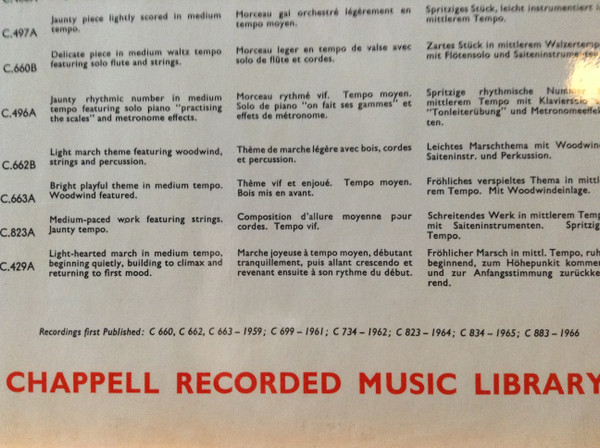 C.497A Jaunty piece lightly scored in medium Morceau gai orchestré légèrement en Spritziges Stück, leicht instrumentiert
tempo. tempo moyen. mittlerem Tempo.
C.660B Delicate piece in medium waltz tempo Morceau leger en tempo de valse avec Zartes Stück in mittlerem Walzertempo
featuring solo flute and strings. solo de flûte et cordes. mit Flötensolo und Saiteninstrumenten
C.496A Jaunty rhythmic number in medium Morceau rythmé vif. Tempo moyen. Spritzige rhythmische Nummer
tempo featuring solo piano "practising Solo de piano "on fait ses gammes" et mittlerem Tempo mit Klaviersolo
the scales" and metronome effects. effets de métronome. "Tonleiterübung" und Metronomeeffek
ten.
C.662B Light march theme featuring woodwind, Thème de marche légère avec bois, cordes Leichtes Marschthema mit Woodwin
strings and percussion. et percussion. Saiteninstr. und Perkussion.
C.663A Bright playful theme in medium tempo. Thème vif et enjoué. Tempo moyen. Fröhliches verspieltes Thema in mittl
Woodwind featured. Bois mis en avant. rem Tempo. Mit Woodwindeinlage.
C.823A Medium-paced work featuring strings. Composition d'allure moyenne pour Schreitendes Werk in mittlerem Temp
Jaunty tempo. cordes. Tempo vif. mit Saiteninstrumenten. Spritzig
Tempo.
C.429A Light-hearted march in medium tempo, Marche joyeuse à tempo moyen, débutant Fröhlicher Marsch in mittl. Tempo, ruh
beginning quietly, building to climax and tranquillement, puis allant crescendo et beginnend, zum Höhepunkit kommen
returning to first mood. revenant ensuite à son rythme du début. und zur Anfangsstimmung zurückke
rend.
Recordings first Published: C 660, C 662, C 663 – 1959; C 699 – 1961; C 734 – 1962; C 823 – 1964; C 834 – 1965; C 883 – 1966
CHAPPELL RECORDED MUSIC LIBRARY